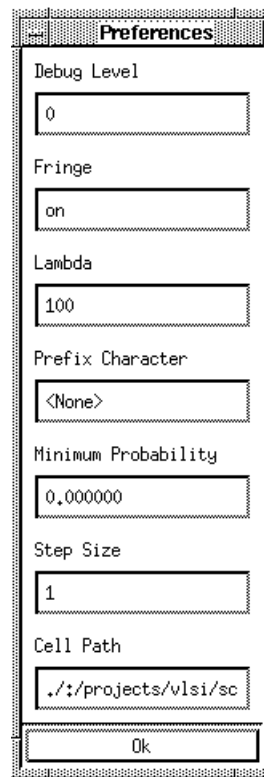 Preferences
Debug Level
0
Fringe
on
Lambda
100
Prefix Character
<None>
Minimum Probability
0.000000
Step Size
1
Cell Path
./:/projects/vlsi/sc
Ok